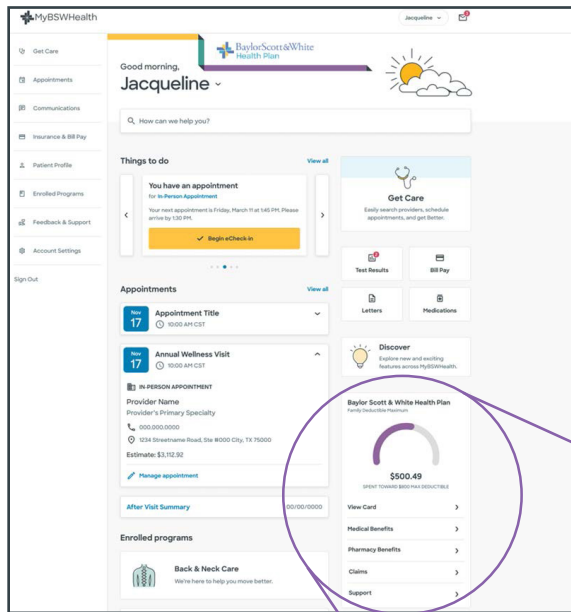 MyBSWHealth
Jacqueline
Get Care
Appointments
Communications
Insurance & Bill Pay
Patient Profile
Enrolled Programs
Feedback & Support
Account Settings
Sign Out
BaylorScott&White
Health Plan
Good morning,
Jacqueline
How can we help you?
Things to do
View all
You have an appointment
for In-Person Appointment
Your next appointment is Friday, March 11 at 1:45 PM. Please
arrive by 1:30 PM.
Begin eCheck-in
Get Care
Easily search providers, schedule
appointments, and get Better.
Test Results
Bill Pay
Letters
Medications
Appointments
View all
Nov
17
Appointment Title
10:00 AM CST
Nov
17
Annual Wellness Visit
10:00 AM CST
IN-PERSON APPOINTMENT
Provider Name
Provider's Primary Specialty
000.000.0000
1234 Streetname Road, Ste #000 City, TX 75000
Estimate: $3,112.92
Manage appointment
After Visit Summary
00/00/0000
Discover
Explore new and exciting
features across MyBSWHealth.
Baylor Scott & White Health Plan
Family Deductible Maximum
$500.49
SPENT TOWARD $800 MAX DEDUCTIBLE
View Card
Medical Benefits
Pharmacy Benefits
Claims
Support
Enrolled programs
Back & Neck Care
We're here to help you move better.